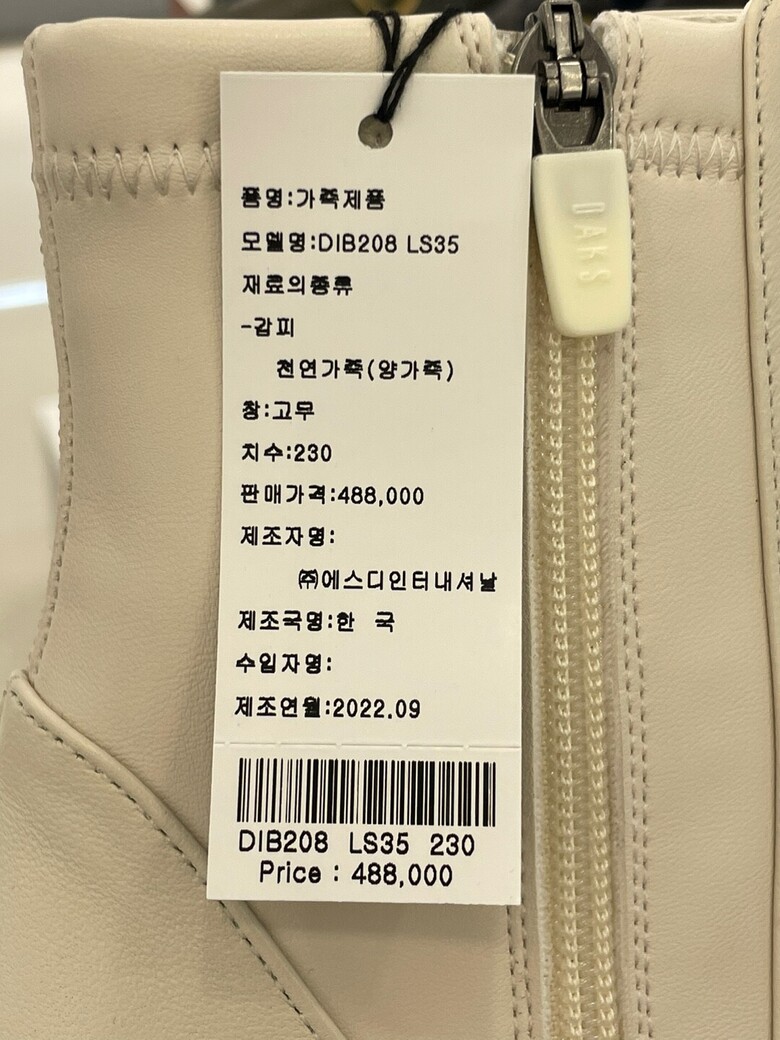 품명:가죽제품
모델명:DIB208 LS35
재료의종류
-갑피
천연가죽(양가죽)
창:고무
치수:230
판매가격:488,000
제조자명:
㈜에스디인터내셔날
제조국명:한 국
수입자명:
제조연월:2022.09
DIB208 LS35 230
Price : 488,000
DAKS